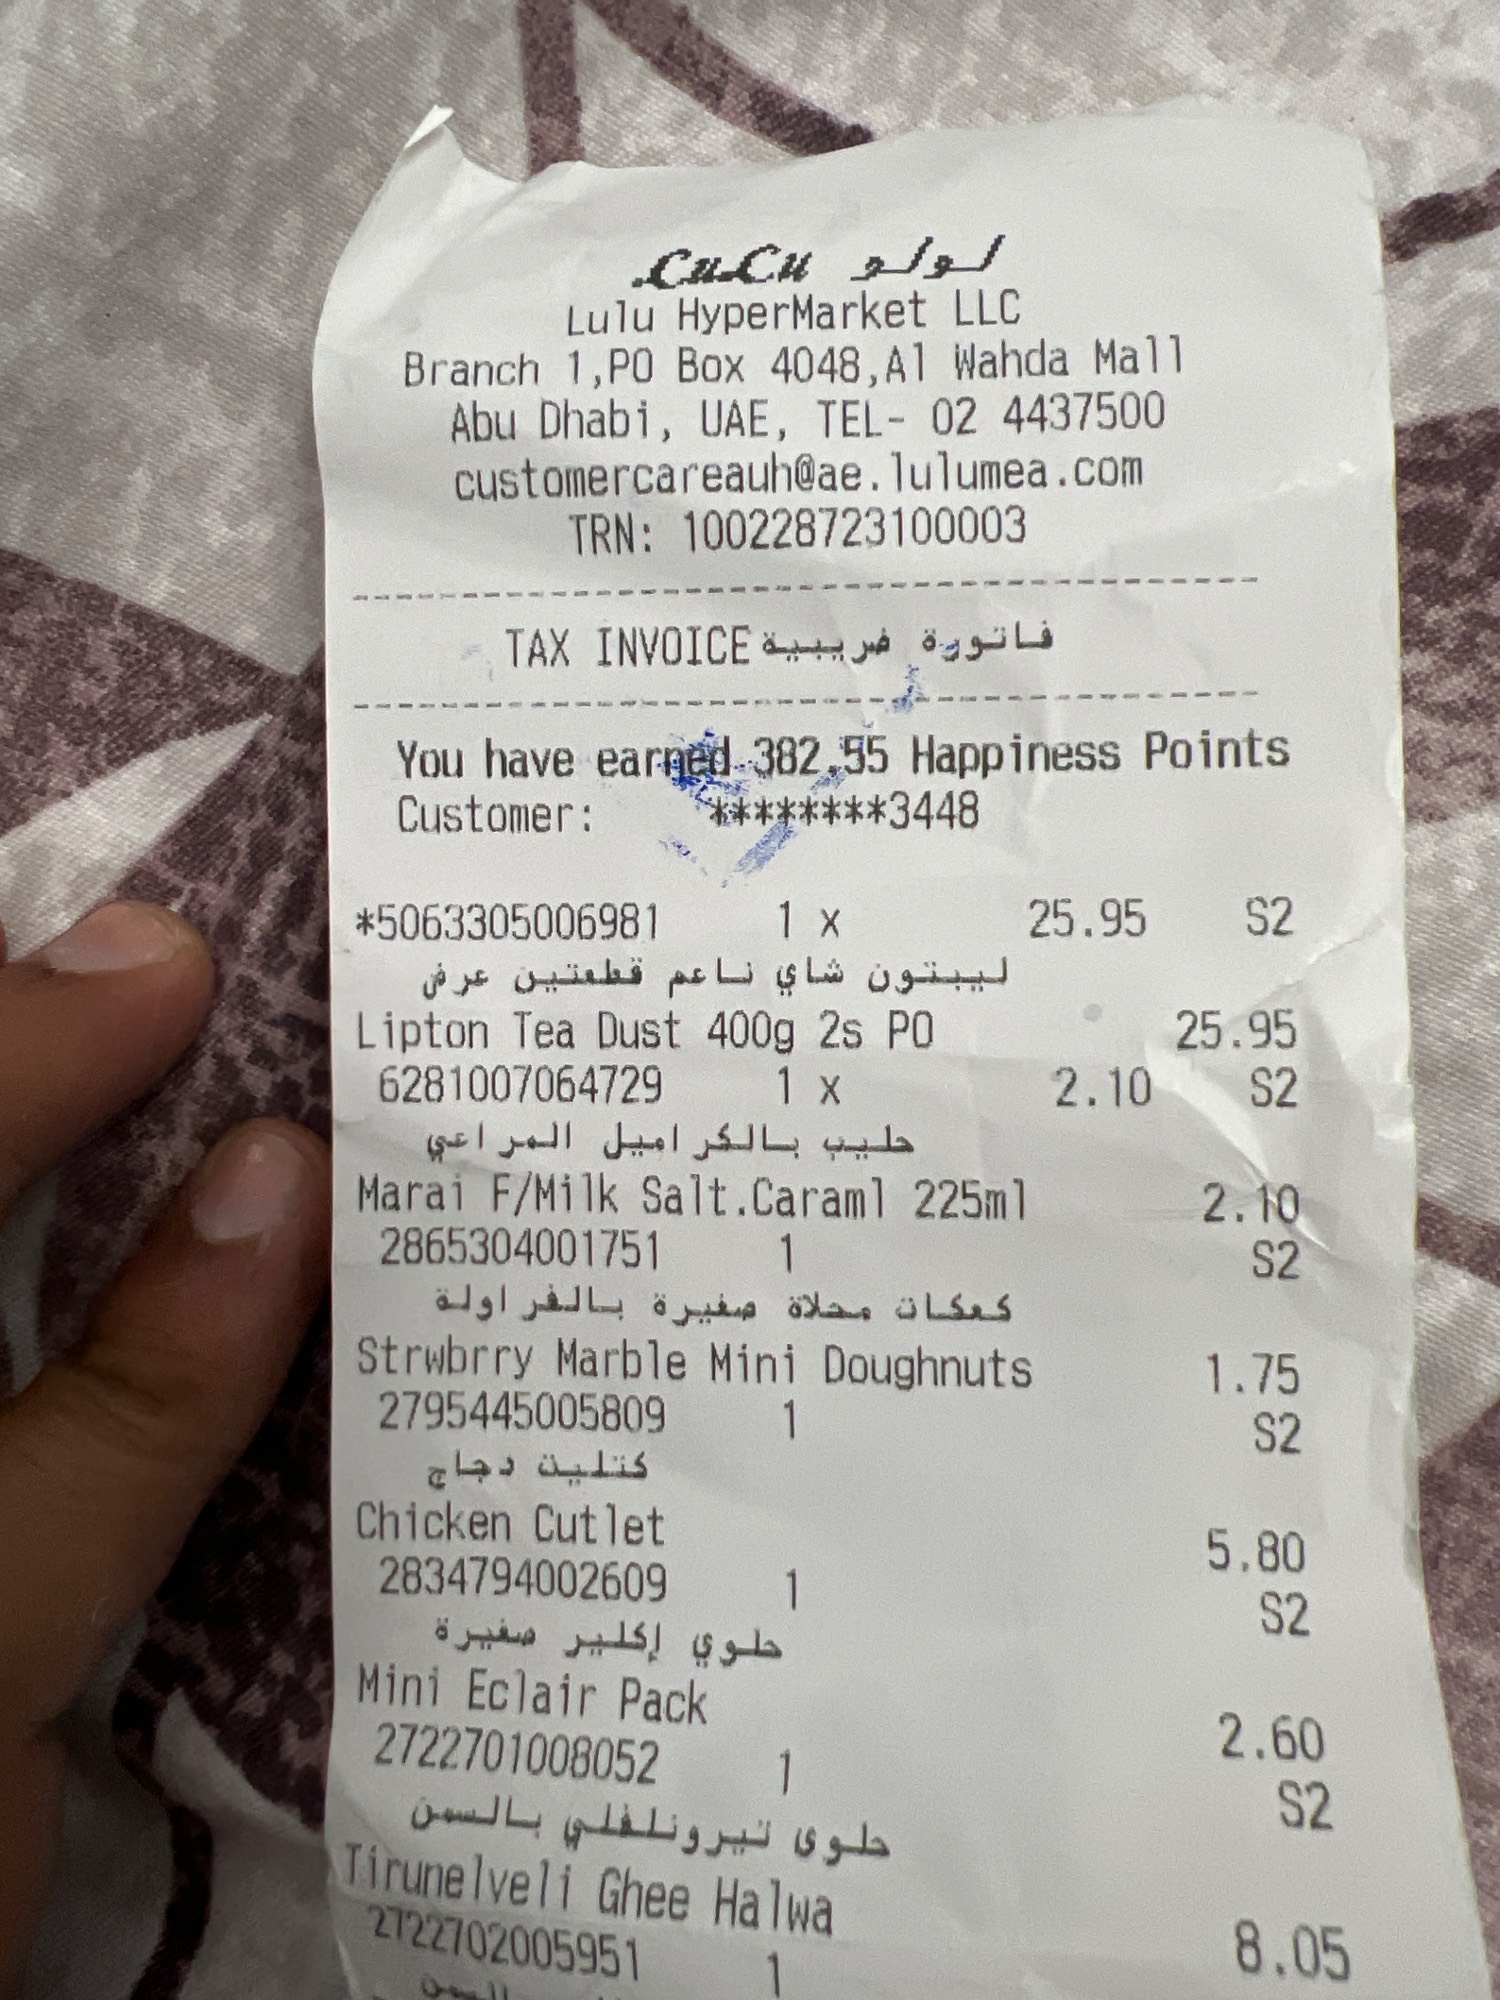 LuLu لولو
Lulu HyperMarket LLC
Branch 1,PO Box 4048,Al Wahda Mall
Abu Dhabi, UAE, TEL- 02 4437500
customercareauh@ae.lulumea.com
TRN: 100228723100003
TAX INVOICE فاتورة ضريبية
You have earned 382.55 Happiness Points
Customer: ********3448
*5063305006981 1 x 25.95 S2
ليبتون شاي ناعم قطعتين عرض
Lipton Tea Dust 400g 2s PO 25.95
6281007064729 1 x 2.10 S2
حليب بالكراميل المراعي
Marai F/Milk Salt.Caraml 225ml 2.10
2865304001751 1 S2
كعكات محلاة صغيرة بالفراولة
Strwbrry Marble Mini Doughnuts 1.75
2795445005809 1 S2
كتليت دجاج
Chicken Cutlet 5.80
2834794002609 1 S2
حلوي إكلير صغيرة
Mini Eclair Pack 2.60
2722701008052 1 S2
حلوى تيرونلفلي بالسمن
Tirunelveli Ghee Halwa 8.05
2722702005951 1